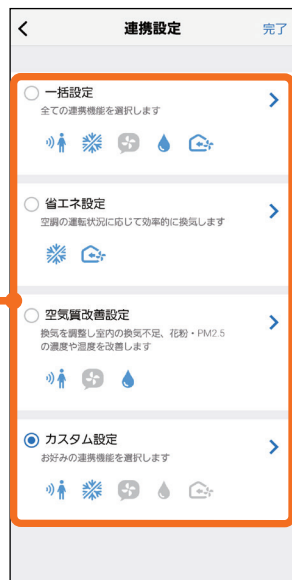 連携設定
完了
一括設定
全ての連携機能を選択します
省エネ設定
空調の運転状況に応じて効率的に換気します
空気質改善設定
換気を調整し室内の換気不足、花粉・PM2.5
の濃度や湿度を改善します
カスタム設定
お好みの連携機能を選択します